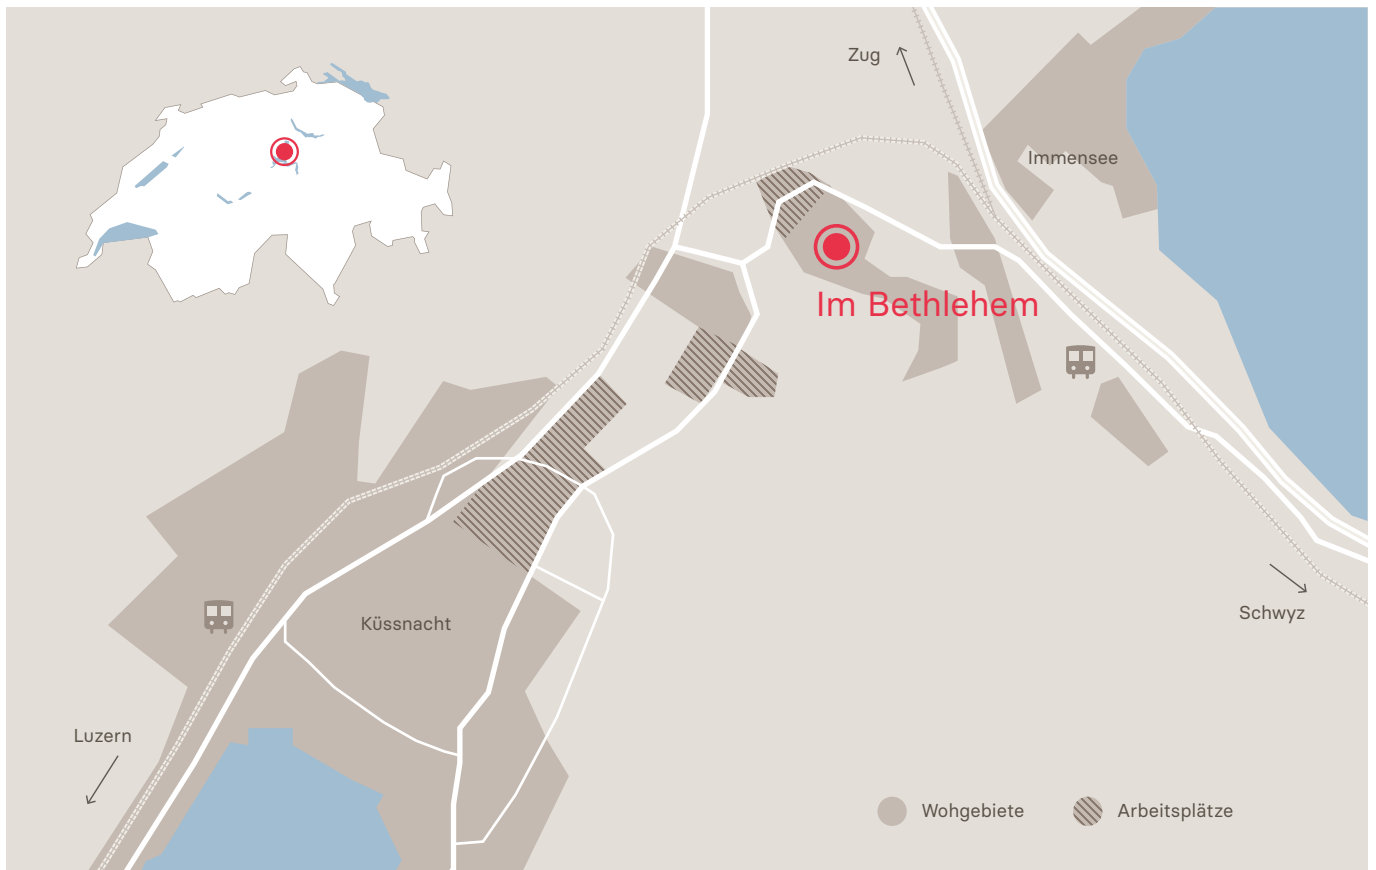 Zug
Immensee
Im Bethlehem
Schwyz
Küssnacht
Luzern
Wohgebiete
Arbeitsplätze